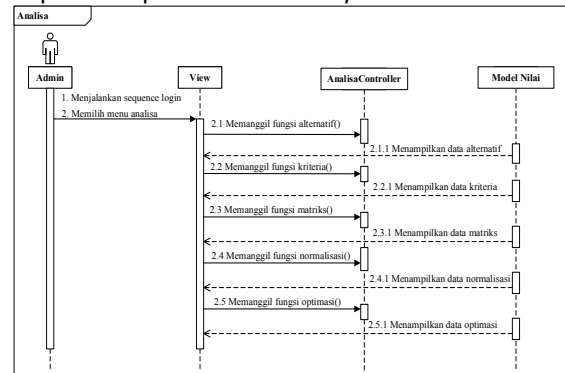 Analisa
Admin
View
AnalisaController
Model Nilai
1. Menjalankan sequence login
2. Memilih menu analisa
2.1 Memanggil fungsi alternatif()
2.1.1 Menampilkan data alternatif
2.2 Memanggil fungsi kriteria()
2.2.1 Menampilkan data kriteria
2.3 Memanggil fungsi matriks()
2.3.1 Menampilkan data matriks
2.4 Memanggil fungsi normalisasi()
2.4.1 Menampilkan data normalisasi
2.5 Memanggil fungsi optimasi()
2.5.1 Menampilkan data optimasi